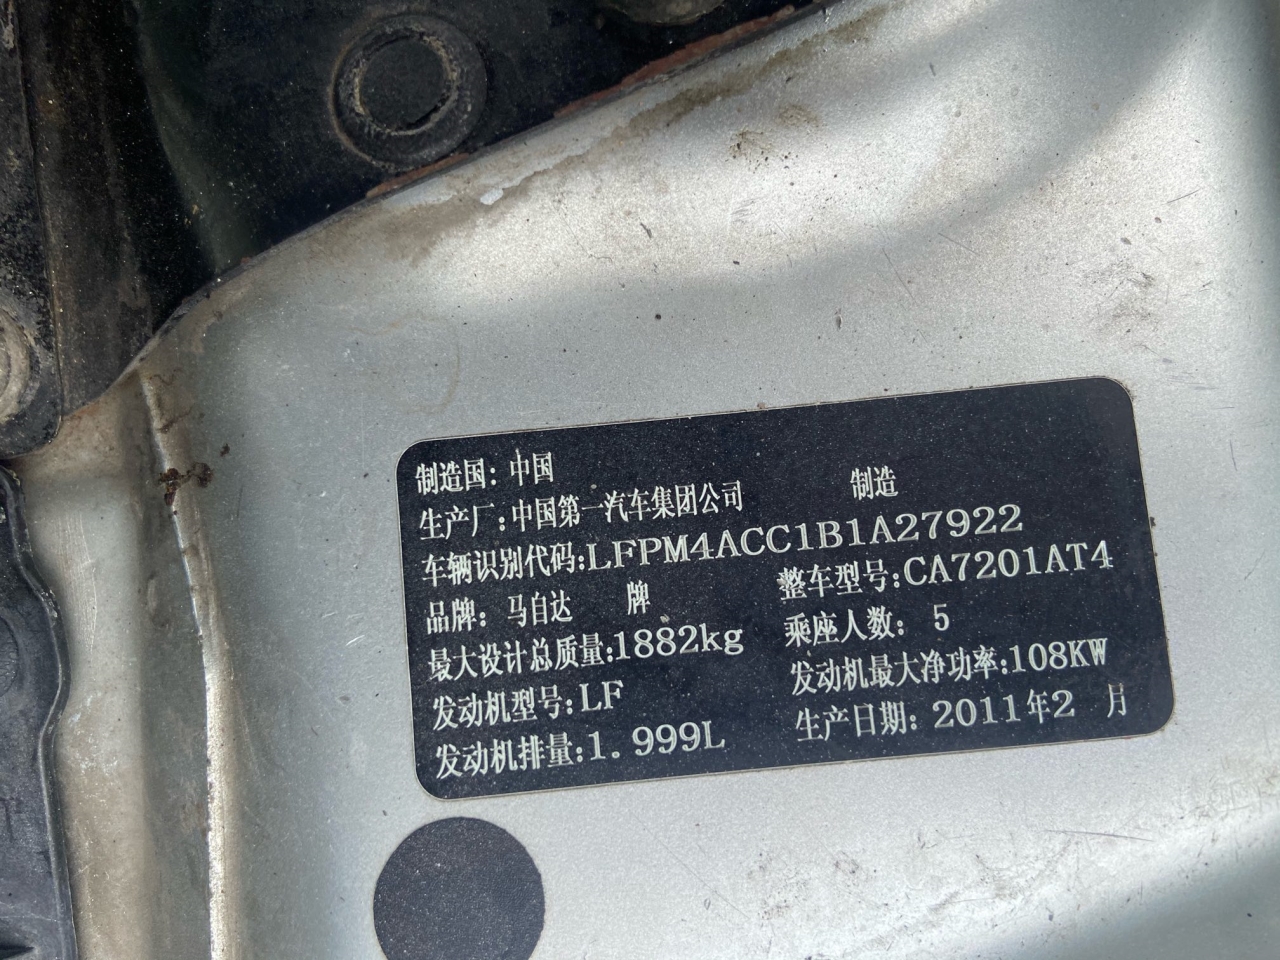 制造国：中国
生产厂：中国第一汽车集团公司 制造
车辆识别代码：LFPM4ACC1B1A27922
品牌：马自达 牌 整车型号：CA7201AT4
最大设计总质量：1882kg 乘座人数：5
发动机型号：LF 发动机最大净功率：108KW
发动机排量：1.999L 生产日期：2011年2 月